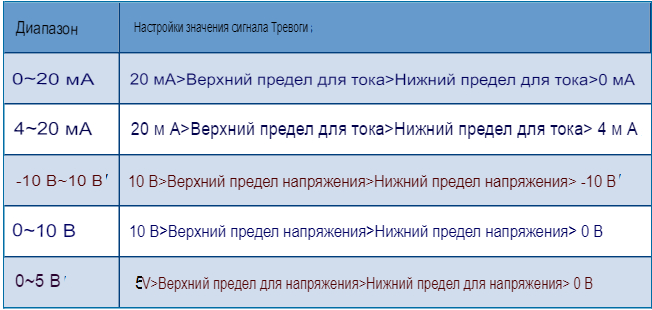 Диапазон
Настройки значения сигнала Тревоги ;
0~20 мА
20 мА>Верхний предел для тока>Нижний предел для тока>0 мА
4~20 мА
20 м А>Верхний предел для тока>Нижний предел для тока> 4 м А
-10 В~10 В'
10 В>Верхний предел напряжения>Нижний предел напряжения> -10 В'
0~10 В
10 В>Верхний предел напряжения>Нижний предел напряжения> 0 В
0~5 В'
5V>Верхний предел для напряжения>Нижний предел для напряжения> 0 В